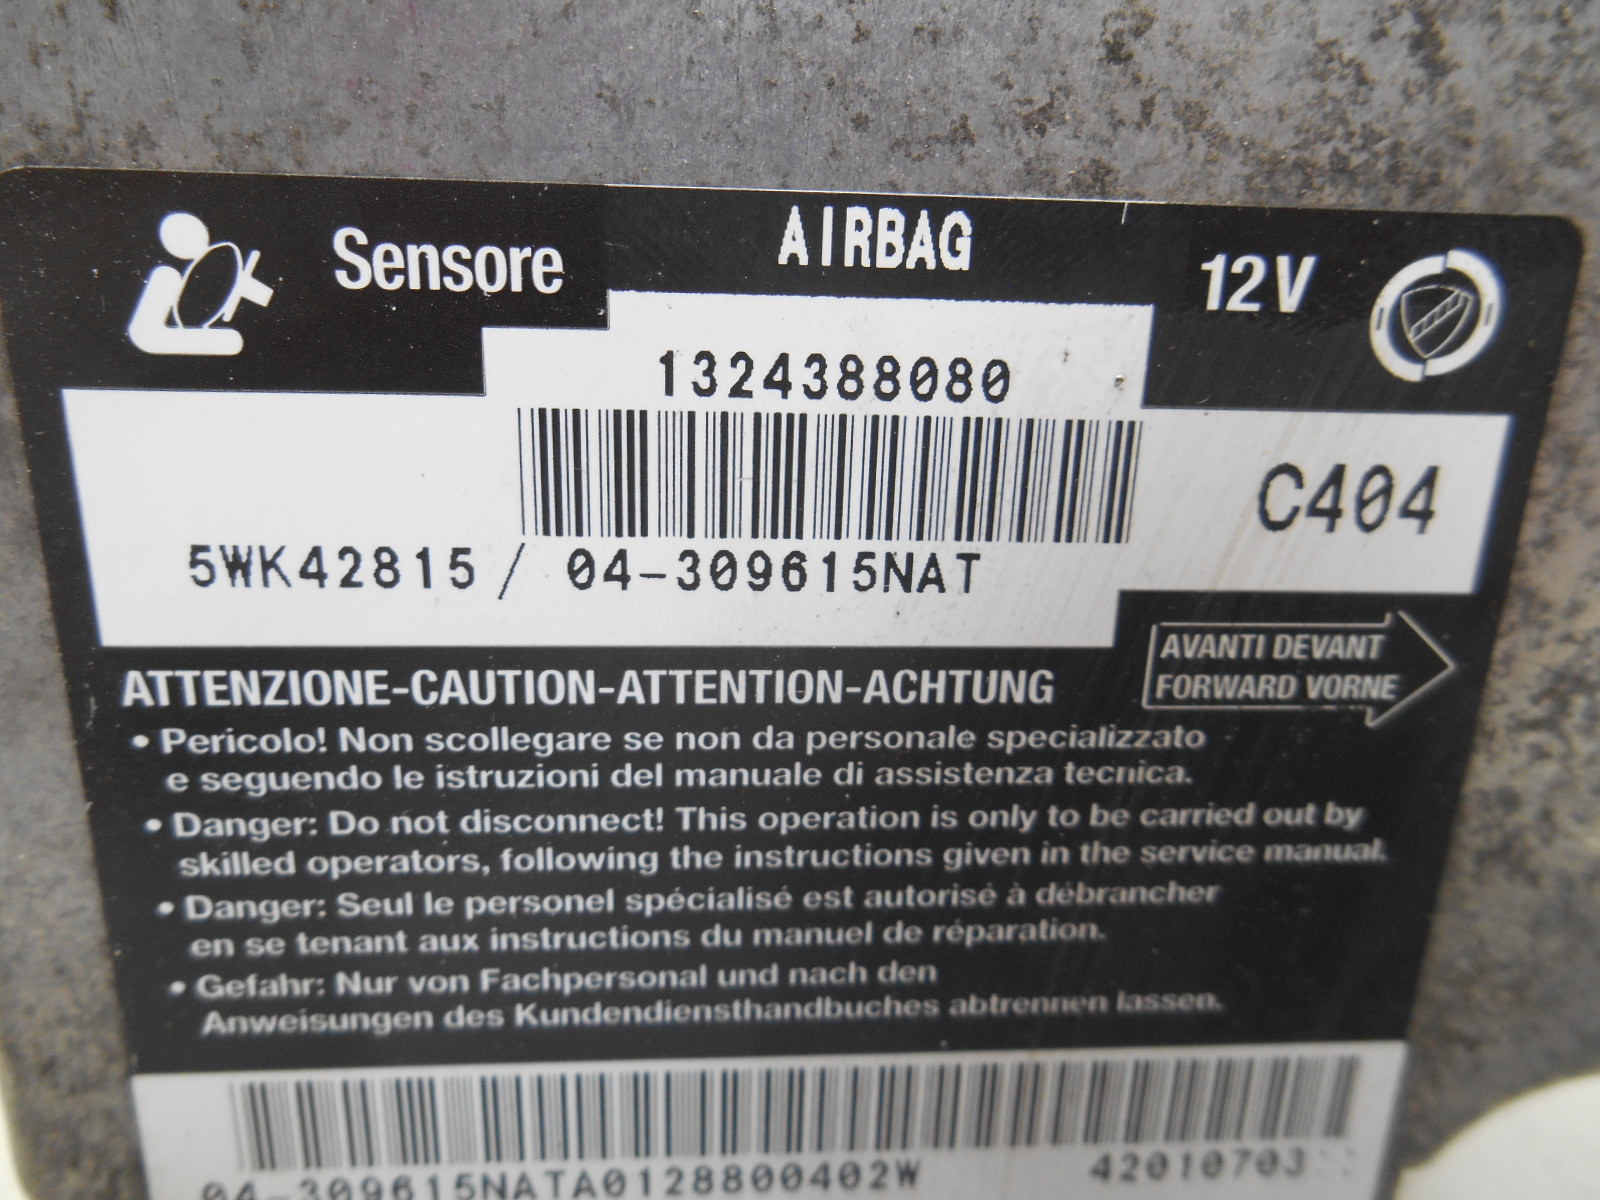 Sensore AIRBAG 12V
1324388080
C404
5WK42815 / 04-309615NAT
AVANTI DEVANT
FORWARD VORNE
ATTENZIONE-CAUTION-ATTENTION-ACHTUNG
• Pericolo! Non scollegare se non da personale specializzato
e seguendo le istruzioni del manuale di assistenza tecnica.
• Danger: Do not disconnect! This operation is only to be carried out by
skilled operators, following the instructions given in the service manual.
• Danger: Seul le personel spécialisé est autorisé à débrancher
en se tenant aux instructions du manuel de réparation.
• Gefahr: Nur von Fachpersonal und nach den
Anweisungen des Kundendiensthandbuches abtrennen lassen.
04-309615NATA0128800402W 42010703